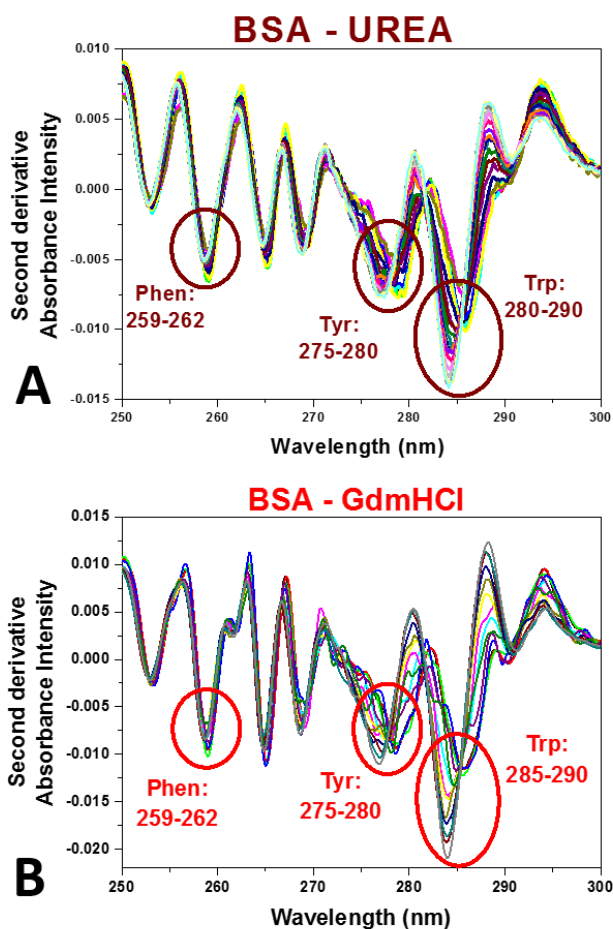 BSA - UREA
Second derivative
Absorbance Intensity
0.010
0.005
0.000
-0.005
-0.010
-0.015
Phen:
259-262
Tyr:
275-280
Trp:
280-290
A
250
260
270
280
290
300
Wavelength (nm)
BSA - GdmHCl
Second derivative
Absorbance Intensity
0.015
0.010
0.005
0.000
-0.005
-0.010
-0.015
-0.020
Phen:
259-262
Tyr:
275-280
Trp:
285-290
B
250
260
270
280
290
300
Wavelength (nm)